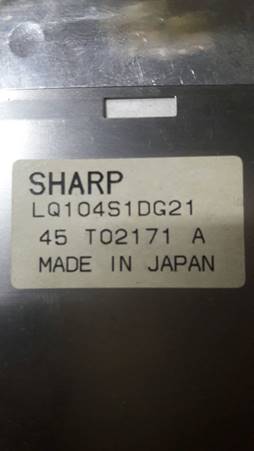 SHARP
LQ104S1DG21
45 T02171 A
MADE IN JAPAN